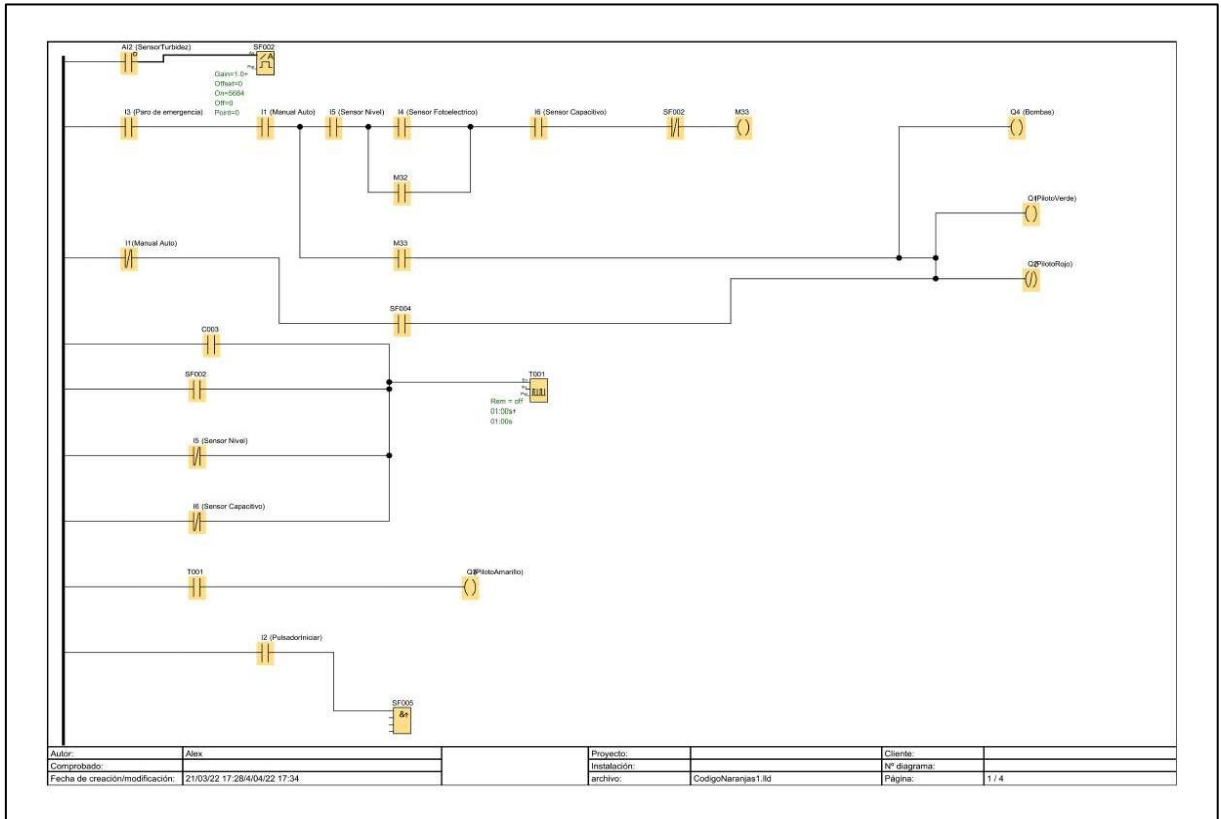 AI2 (SensorTurbidez) SF002
Gain=1.0+
Offset=0
On=5684
Off=0
Point=0
I3 (Paro de emergencia) I1 (Manual Auto) I5 (Sensor Nivel) I4 (Sensor Fotoelectrico) I6 (Sensor Capacitivo) SF002 M33 Q4 (Bombas)
M32
Q1(PilotoVerde)
I1(Manual Auto) M33
Q2(PilotoRojo)
SF004
C003
SF002 T001
Rem = off
01:00s+
01:00s
I5 (Sensor Nivel)
I6 (Sensor Capacitivo)
T001 Q3(PilotoAmarillo)
I2 (PulsadorIniciar)
SF005
&↑
Autor: Alex Proyecto: Cliente:
Comprobado: Instalación: Nº diagrama:
Fecha de creación/modificación: 21/03/22 17:28/4/04/22 17:34 archivo: CodigoNaranjas1.lld Página: 1 / 4